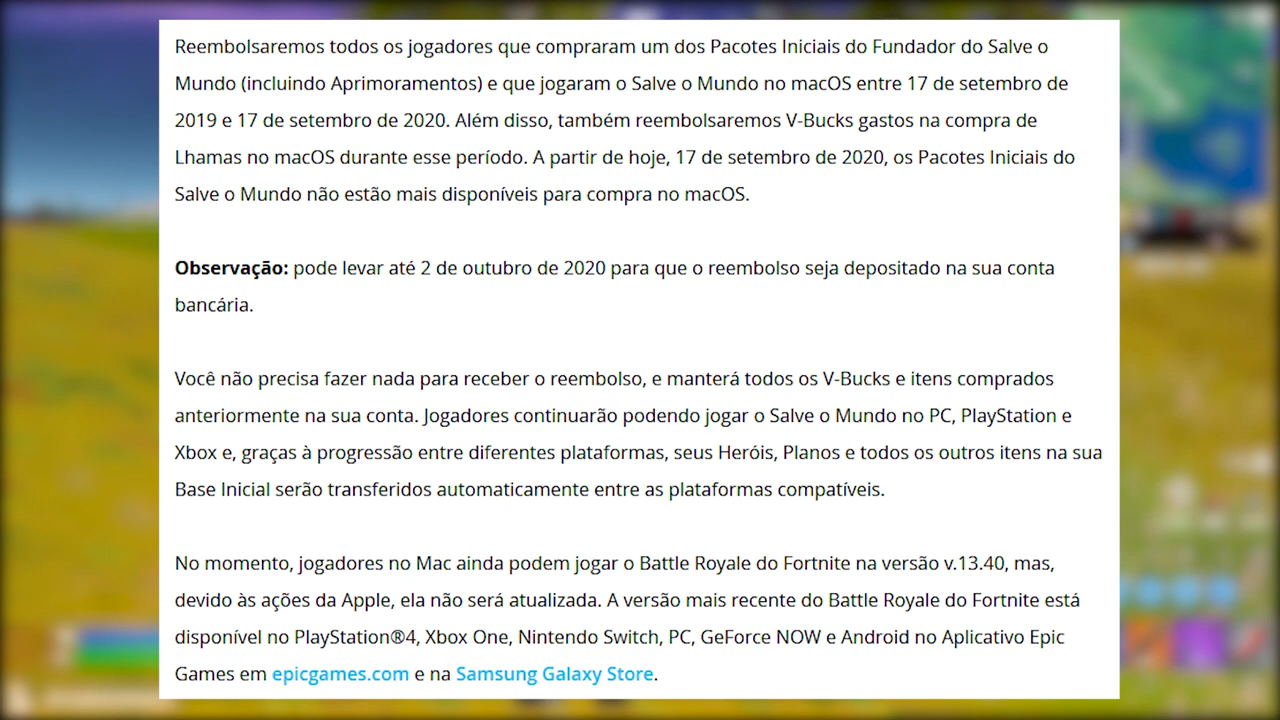 Reembolsaremos todos os jogadores que compraram um dos Pacotes Iniciais do Fundador do Salve o
Mundo (incluindo Aprimoramentos) e que jogaram o Salve o Mundo no macOS entre 17 de setembro de
2019 e 17 de setembro de 2020. Além disso, também reembolsaremos V-Bucks gastos na compra de
Lhamas no macOS durante esse período. A partir de hoje, 17 de setembro de 2020, os Pacotes Iniciais do
Salve o Mundo não estão mais disponíveis para compra no macOS.
Observação: pode levar até 2 de outubro de 2020 para que o reembolso seja depositado na sua conta
bancária.
Você não precisa fazer nada para receber o reembolso, e manterá todos os V-Bucks e itens comprados
anteriormente na sua conta. Jogadores continuarão podendo jogar o Salve o Mundo no PC, PlayStation e
Xbox e, graças à progressão entre diferentes plataformas, seus Heróis, Planos e todos os outros itens na sua
Base Inicial serão transferidos automaticamente entre as plataformas compatíveis.
No momento, jogadores no Mac ainda podem jogar o Battle Royale do Fortnite na versão v.13.40, mas,
devido às ações da Apple, ela não será atualizada. A versão mais recente do Battle Royale do Fortnite está
disponível no PlayStation®4, Xbox One, Nintendo Switch, PC, GeForce NOW e Android no Aplicativo Epic
Games em epicgames.com e na Samsung Galaxy Store.